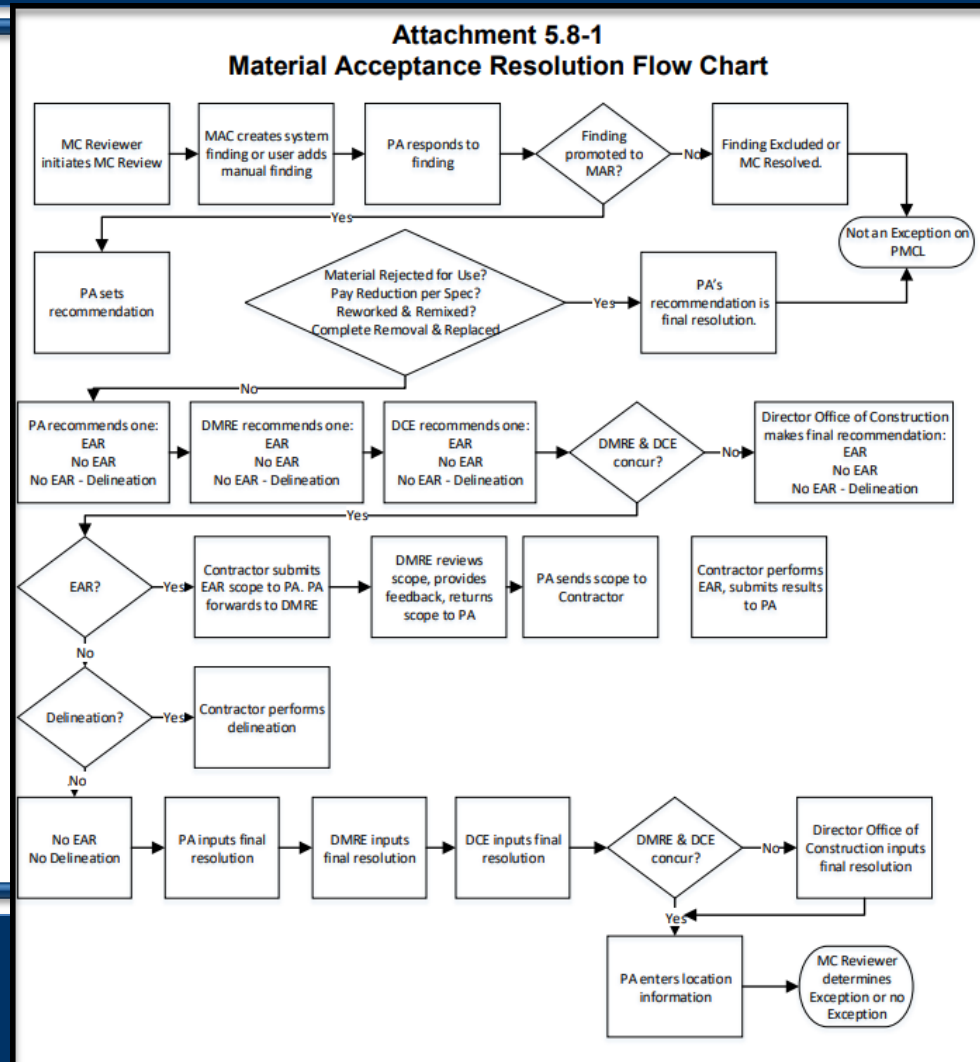 Attachment 5.8-1
Material Acceptance Resolution Flow Chart
MC Reviewer
initiates MC Review
MAC creates system
finding or user adds
manual finding
PA responds to
finding
Finding
promoted to
MAR?
No
Finding Excluded or
MC Resolved.
Not an Exception on
PMCL
Yes
PA sets
recommendation
Material Rejected for Use?
Pay Reduction per Spec?
Reworked & Remixed?
Complete Removal & Replaced
Yes
PA's
recommendation is
final resolution.
No
PA recommends one:
EAR
No EAR
No EAR - Delineation
DMRE recommends one:
EAR
No EAR
No EAR - Delineation
DCE recommends one:
EAR
No EAR
No EAR - Delineation
DMRE & DCE
concur?
No
Director Office of Construction
makes final recommendation:
EAR
No EAR
No EAR - Delineation
Yes
EAR?
Yes
Contractor submits
EAR scope to PA. PA
forwards to DMRE
DMRE reviews
scope, provides
feedback, returns
scope to PA
PA sends scope to
Contractor
Contractor performs
EAR, submits results
to PA
No
Delineation?
Yes
Contractor performs
delineation
No
No EAR
No Delineation
PA inputs final
resolution
DMRE inputs
final resolution
DCE inputs final
resolution
DMRE & DCE
concur?
No
Director Office of
Construction inputs
final resolution
Yes
PA enters location
information
MC Reviewer
determines
Exception or no
Exception